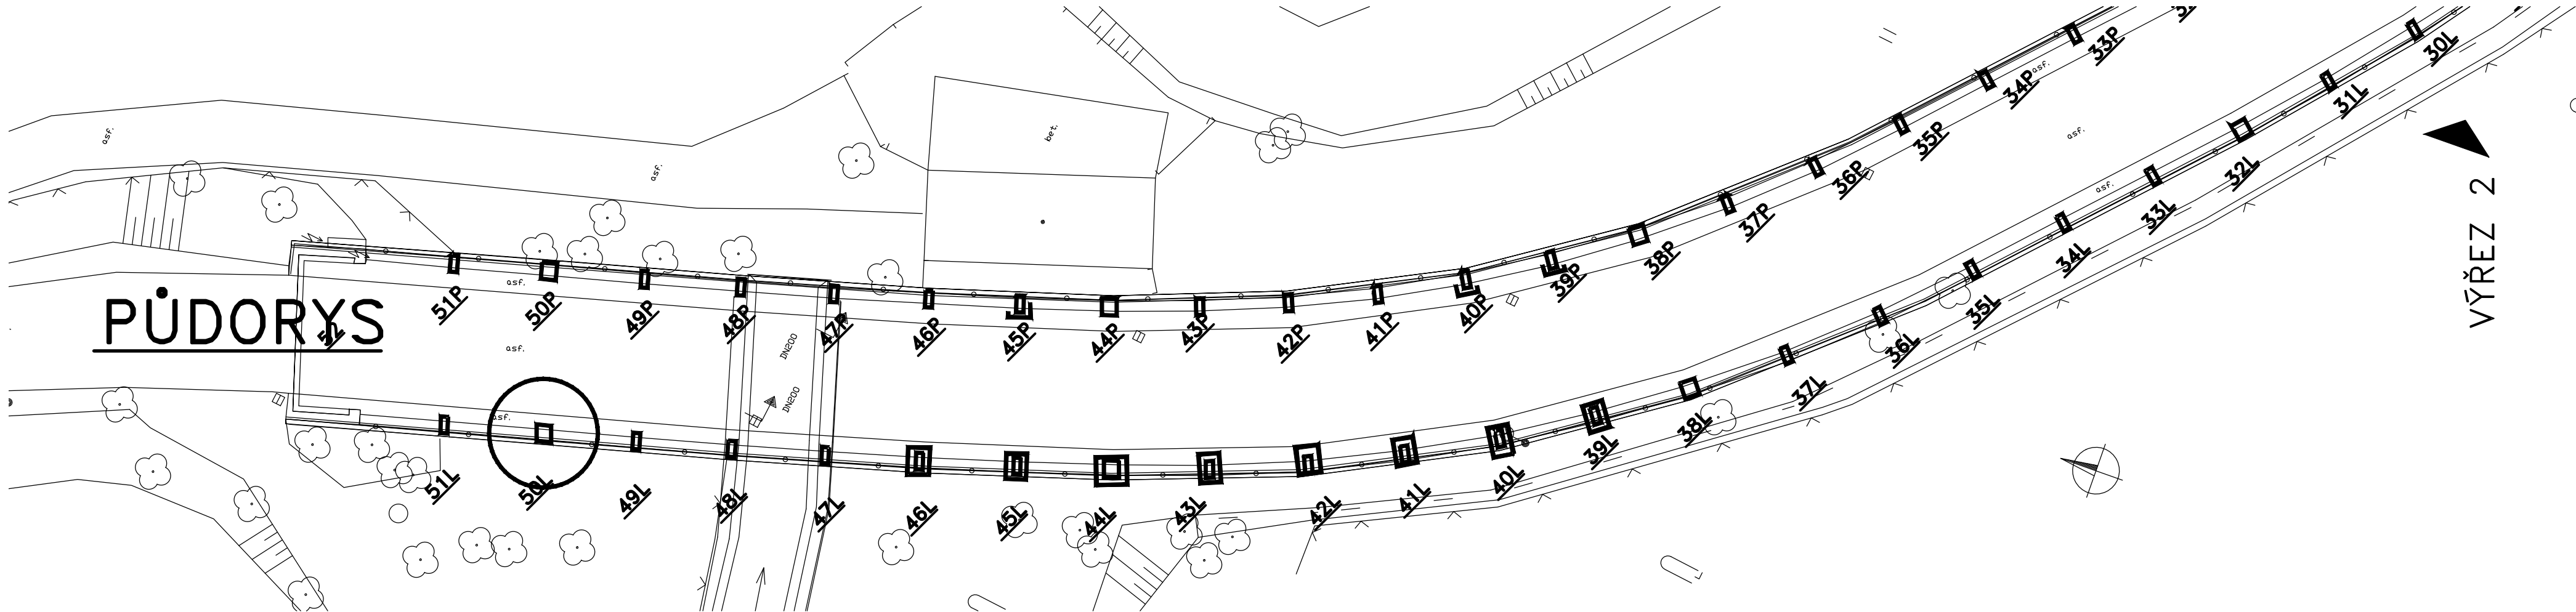 PŮDORYS
52
51P
50P
49P
48P
47P
46P
45P
44P
43P
42P
41P
40P
39P
38P
37P
36P
35P
34P
33P
51L
50L
49L
48L
47L
46L
45L
44L
43L
42L
41L
40L
39L
38L
37L
36L
35L
34L
33L
32L
31L
30L
asf.
asf.
asf.
asf.
asf.
asf.
asf.
asf.
bet.
DN200
DN200
VÝŘEZ 2